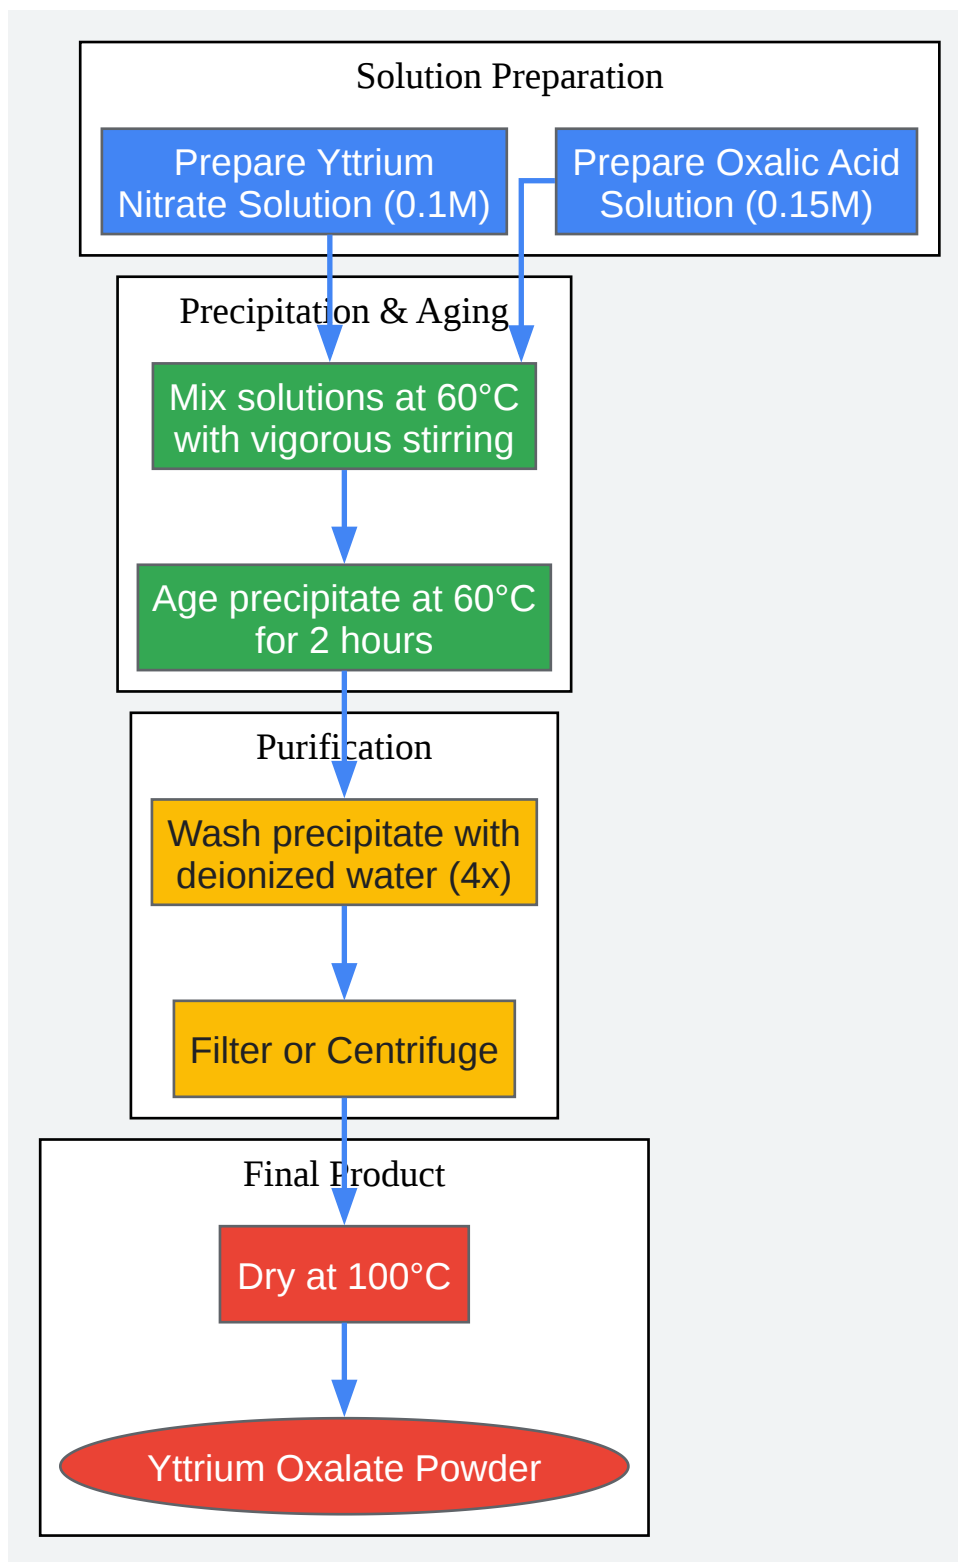 Solution Preparation
Prepare Yttrium
Nitrate Solution (0.1M)
Prepare Oxalic Acid
Solution (0.15M)
Precipitation & Aging
Mix solutions at 60°C
with vigorous stirring
Age precipitate at 60°C
for 2 hours
Purification
Wash precipitate with
deionized water (4x)
Filter or Centrifuge
Final Product
Dry at 100°C
Yttrium Oxalate Powder